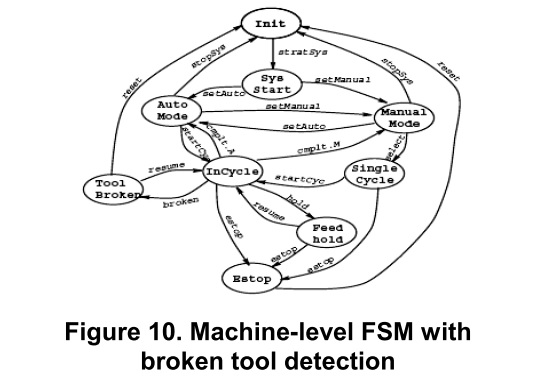 Init
stratSys
reset
stopSys
stopSys
reset
Sys
Start
setManual
setAuto
Auto
Mode
setManual
Manual
Mode
setAuto
startCyc
cmplt.A
cmplt.M
select
resume
InCycle
Single
Cycle
startCyc
Tool
Broken
broken
hold
resume
Feed
hold
estop
estop
estop
Estop
Figure 10. Machine-level FSM with
broken tool detection